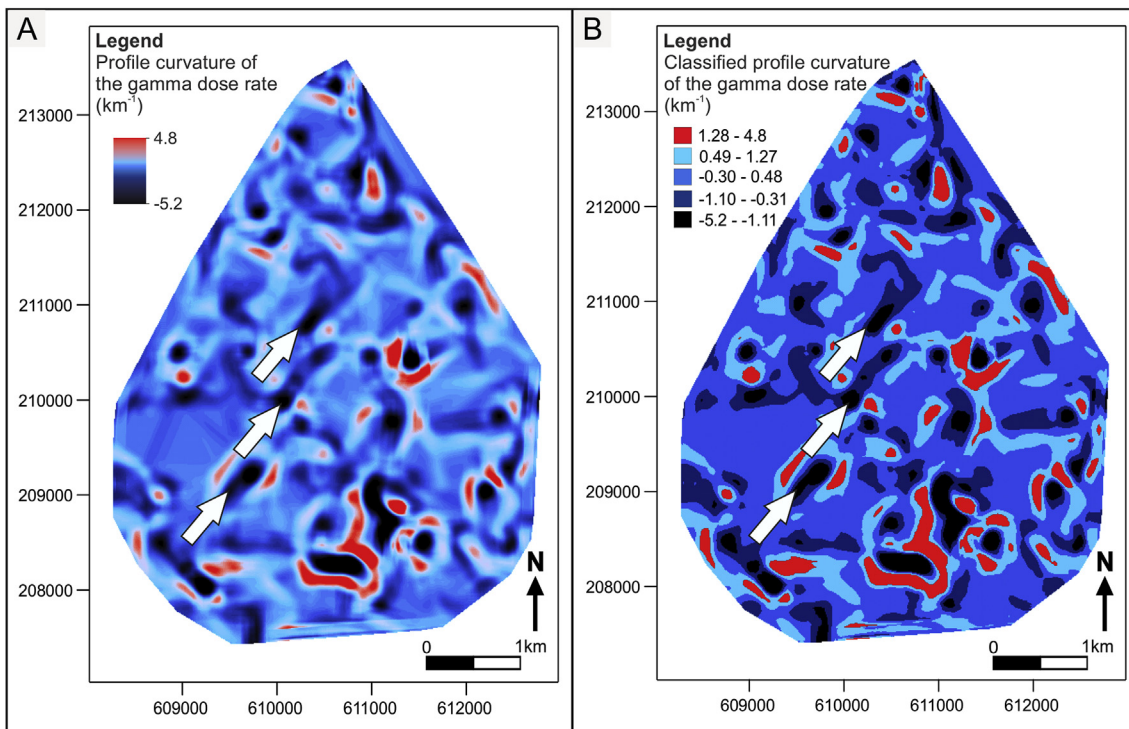 A
Legend
Profile curvature of
the gamma dose rate
(km⁻¹)
4.8
-5.2
213000
212000
211000
210000
209000
208000
609000
610000
611000
612000
N
0
1km
B
Legend
Classified profile curvature
of the gamma dose rate
(km⁻¹)
1.28 - 4.8
0.49 - 1.27
-0.30 - 0.48
-1.10 - -0.31
-5.2 - -1.11
213000
212000
211000
210000
209000
208000
609000
610000
611000
612000
N
0
1km